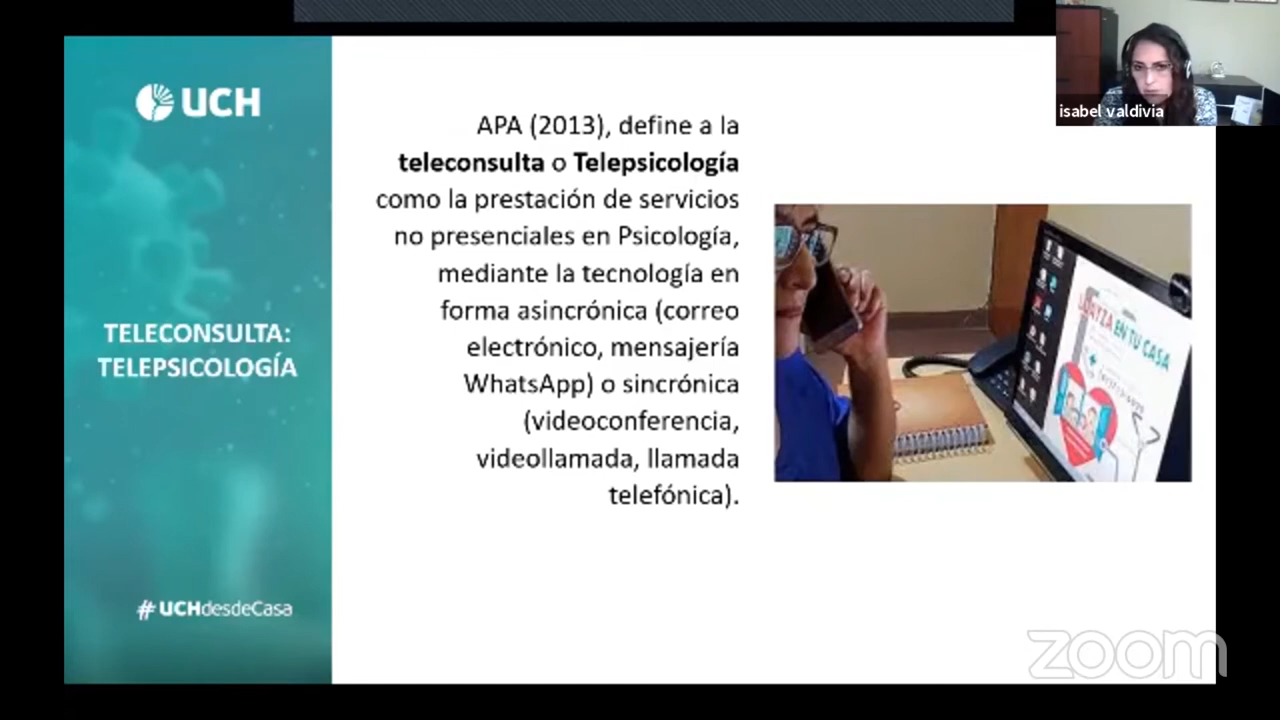 UCH
TELECONSULTA:
TELEPSICOLOGÍA
#UCHdesdeCasa
APA (2013), define a la
teleconsulta o Telepsicología
como la prestación de servicios
no presenciales en Psicología,
mediante la tecnología en
forma asincrónica (correo
electrónico, mensajería
WhatsApp) o sincrónica
(videoconferencia,
videollamada, llamada
telefónica).
EN TU CASA
isabel valdivia
zoom